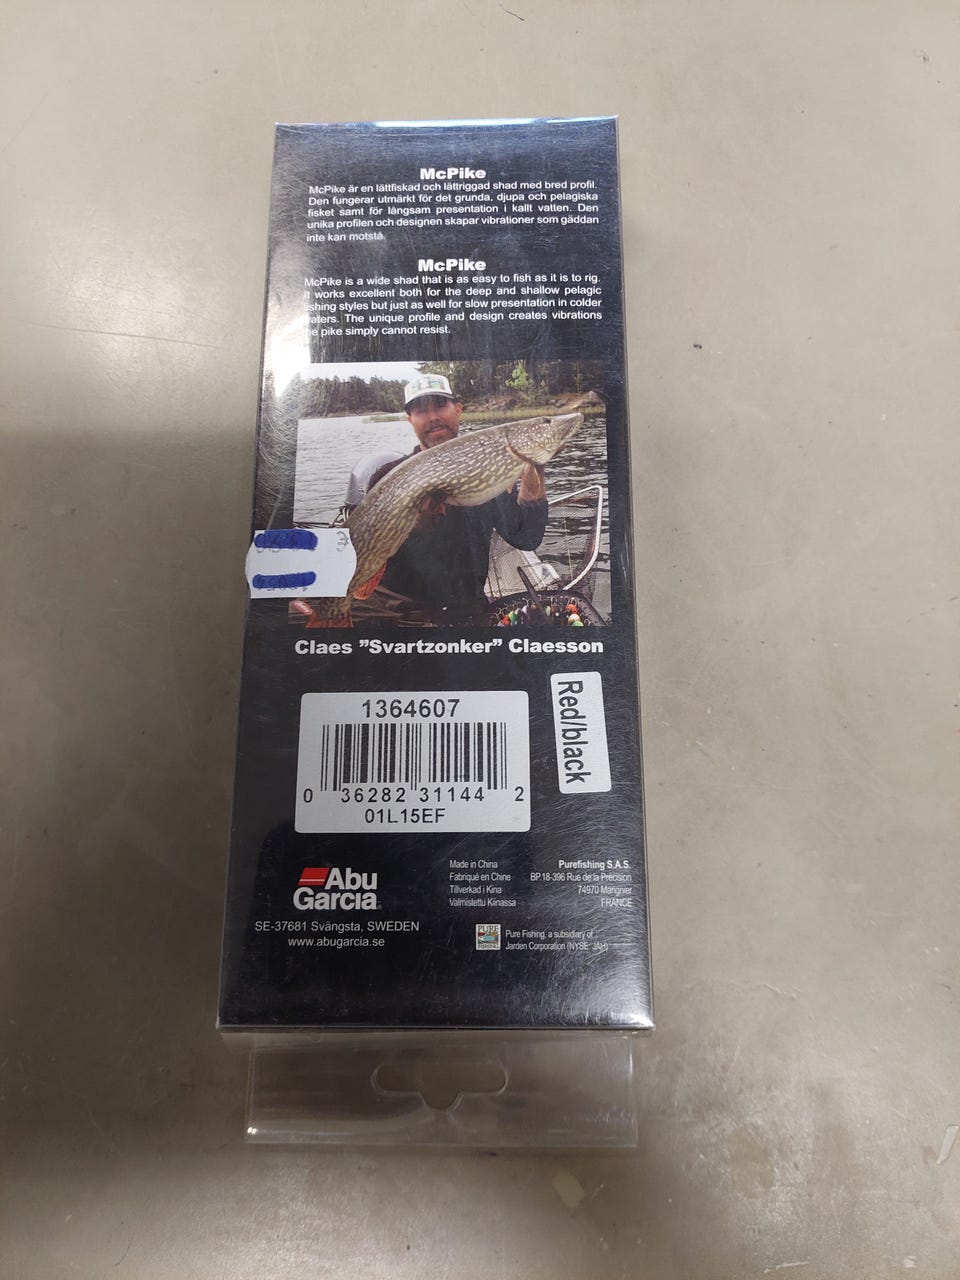 McPike
McPike är en lättfiskad och lättriggad shad med bred profil.
Den fungerar utmärkt för det grunda, djupa och pelagiska
fisket samt för långsam presentation i kallt vatten. Den
unika profilen och designen skapar vibrationer som gäddan
inte kan motstå.
McPike
McPike is a wide shad that is as easy to fish as it is to rig.
It works excellent both for the deep and shallow pelagic
fishing styles but just as well for slow presentation in colder
waters. The unique profile and design creates vibrations
the pike simply cannot resist.
Claes ”Svartzonker” Claesson
1364607
0 36282 31144 2
01L15EF
Red/black
Abu
Garcia
SE-37681 Svängsta, SWEDEN
www.abugarcia.se
Made in China
Fabriqué en Chine
Tillverkad i Kina
Valmistettu Kiinassa
Purefishing S.A.S.
BP.18-396 Rue de la Précision
74970 Marignier
FRANCE
PURE
FISHING
Pure Fishing, a subsidiary of
Jarden Corporation (NYSE: JAH)